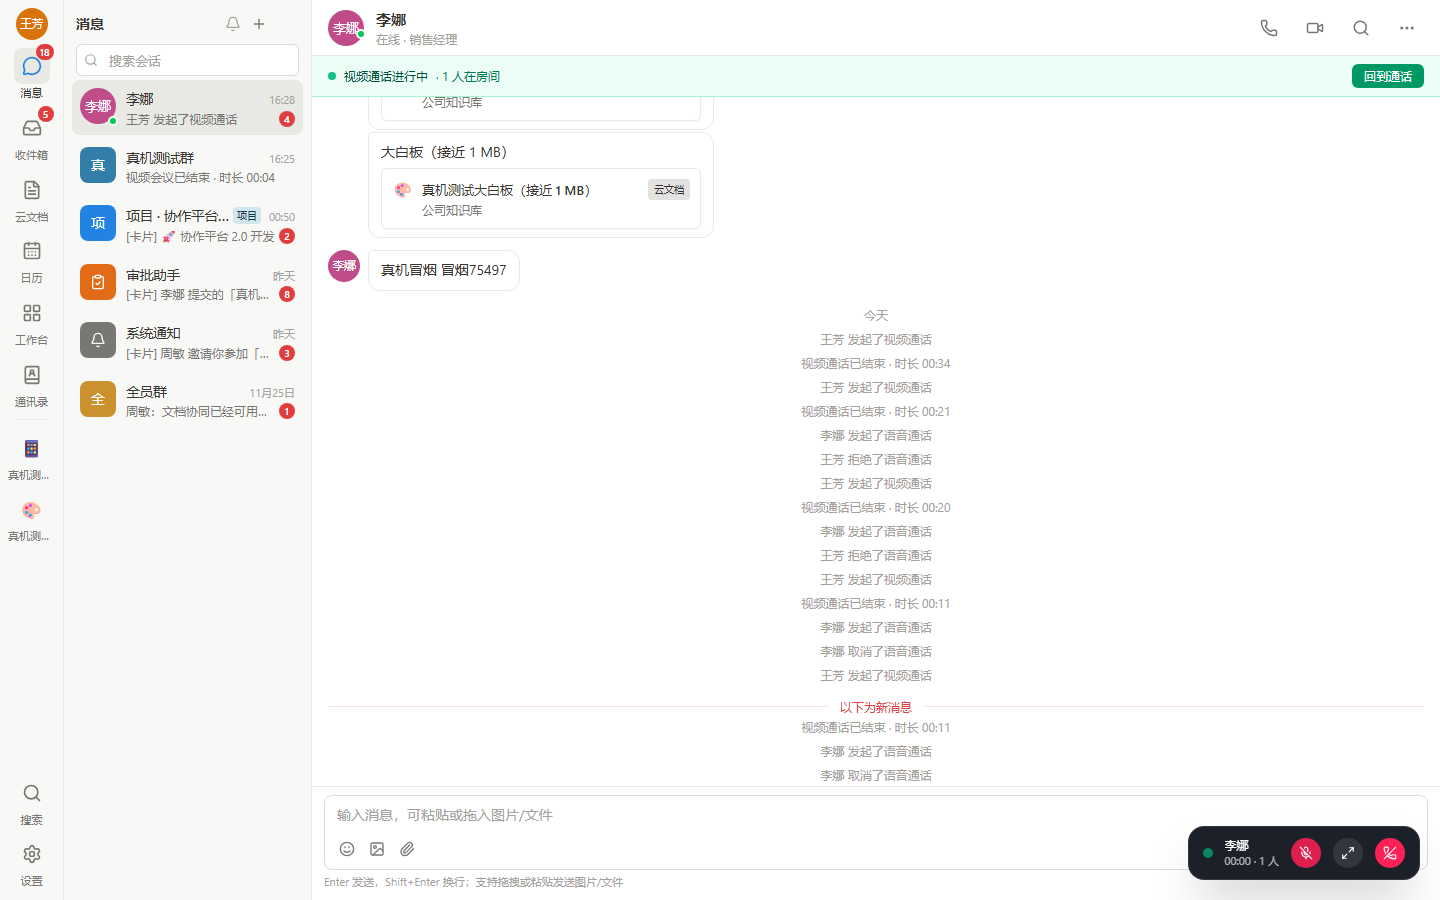 王芳
18
消息
5
收件箱
云文档
日历
工作台
通讯录
真机测...
真机测...
搜索
设置
消息
搜索会话
李娜
李娜
16:28
王芳 发起了视频通话
4
真
真机测试群
16:25
视频会议已结束 · 时长 00:04
项
项目 · 协作平台...
项目
00:50
[卡片] 🚀 协作平台 2.0 开发
2
审批助手
昨天
[卡片] 李娜 提交的「真机...
8
系统通知
昨天
[卡片] 周敏 邀请你参加「...
3
全
全员群
11月25日
周敏：文档协同已经可用...
1
李娜
李娜
在线 · 销售经理
视频通话进行中 · 1 人在房间
回到通话
公司知识库
大白板（接近 1 MB）
真机测试大白板（接近 1 MB）
云文档
公司知识库
李娜
真机冒烟 冒烟75497
今天
王芳 发起了视频通话
视频通话已结束 · 时长 00:34
王芳 发起了视频通话
视频通话已结束 · 时长 00:21
李娜 发起了语音通话
王芳 拒绝了语音通话
王芳 发起了视频通话
视频通话已结束 · 时长 00:20
李娜 发起了语音通话
王芳 拒绝了语音通话
王芳 发起了视频通话
视频通话已结束 · 时长 00:11
李娜 发起了语音通话
李娜 取消了语音通话
王芳 发起了视频通话
以下为新消息
视频通话已结束 · 时长 00:11
李娜 发起了语音通话
李娜 取消了语音通话
输入消息，可粘贴或拖入图片/文件
Enter 发送，Shift+Enter 换行；支持拖拽或粘贴发送图片/文件
李娜
00:00 · 1 人